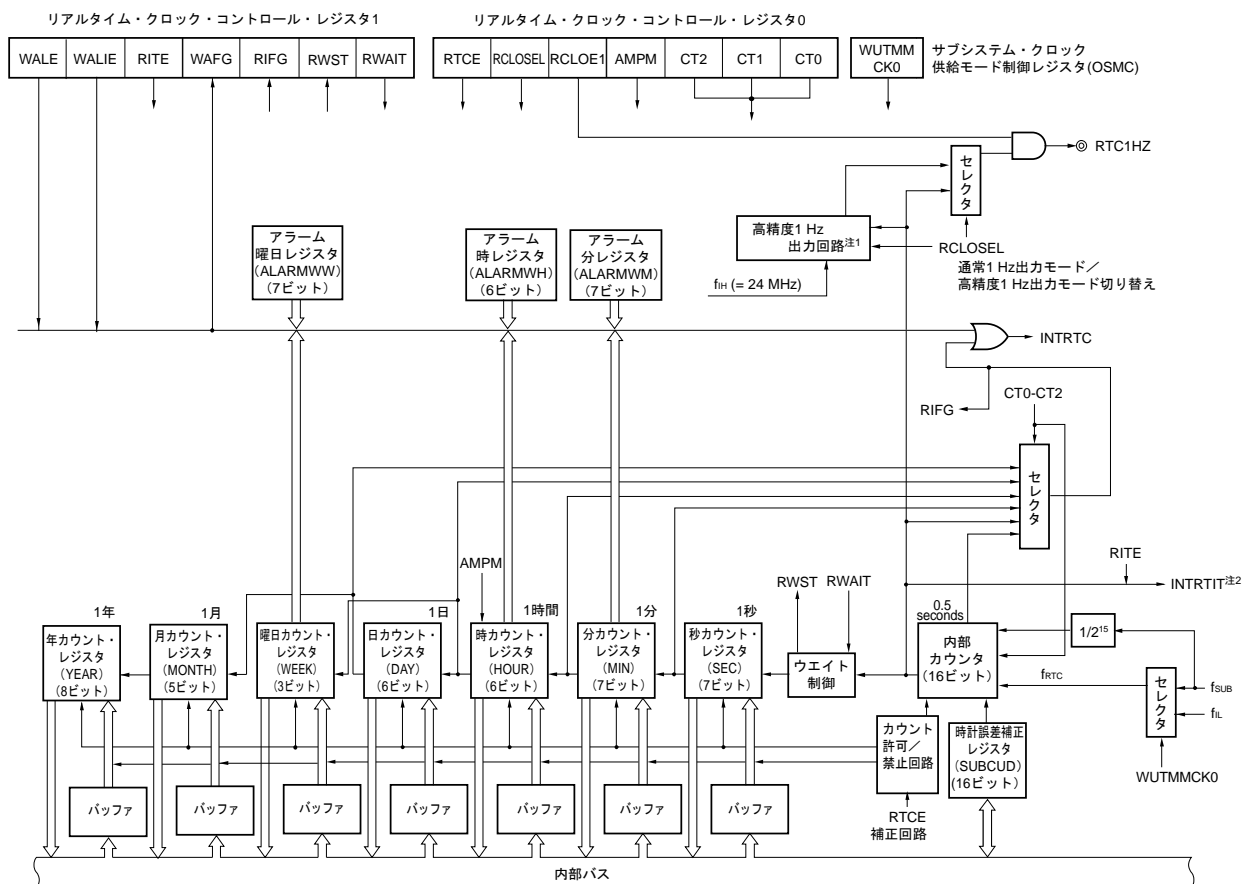 リアルタイム・クロック・コントロール・レジスタ1
リアルタイム・クロック・コントロール・レジスタ0
WALE WALIE RITE WAFG RIFG RWST RWAIT
RTCE RCLOSEL RCLOE1 AMPM CT2 CT1 CT0
WUTMM
CK0
サブシステム・クロック
供給モード制御レジスタ(OSMC)
RTC1HZ
セレクタ
高精度1 Hz
出力回路注1
RCLOSEL
通常1 Hz出力モード/
高精度1 Hz出力モード切り替え
fIH (= 24 MHz)
アラーム
曜日レジスタ
(ALARMWW)
(7ビット)
アラーム
時レジスタ
(ALARMWH)
(6ビット)
アラーム
分レジスタ
(ALARMWM)
(7ビット)
INTRTC
RIFG
CT0-CT2
セレクタ
RITE
INTRTIT注2
AMPM
RWST
RWAIT
1年
1月
1日
1時間
1分
1秒
0.5
seconds
年カウント・
レジスタ
(YEAR)
(8ビット)
月カウント・
レジスタ
(MONTH)
(5ビット)
曜日カウント・
レジスタ
(WEEK)
(3ビット)
日カウント・
レジスタ
(DAY)
(6ビット)
時カウント・
レジスタ
(HOUR)
(6ビット)
分カウント・
レジスタ
(MIN)
(7ビット)
秒カウント・
レジスタ
(SEC)
(7ビット)
ウエイト
制御
内部
カウンタ
(16ビット)
1/2¹⁵
fRTC
セレクタ
fSUB
fIL
WUTMMCK0
カウント
許可/
禁止回路
時計誤差補正
レジスタ
(SUBCUD)
(16ビット)
RTCE
補正回路
バッファ
バッファ
バッファ
バッファ
バッファ
バッファ
バッファ
内部バス